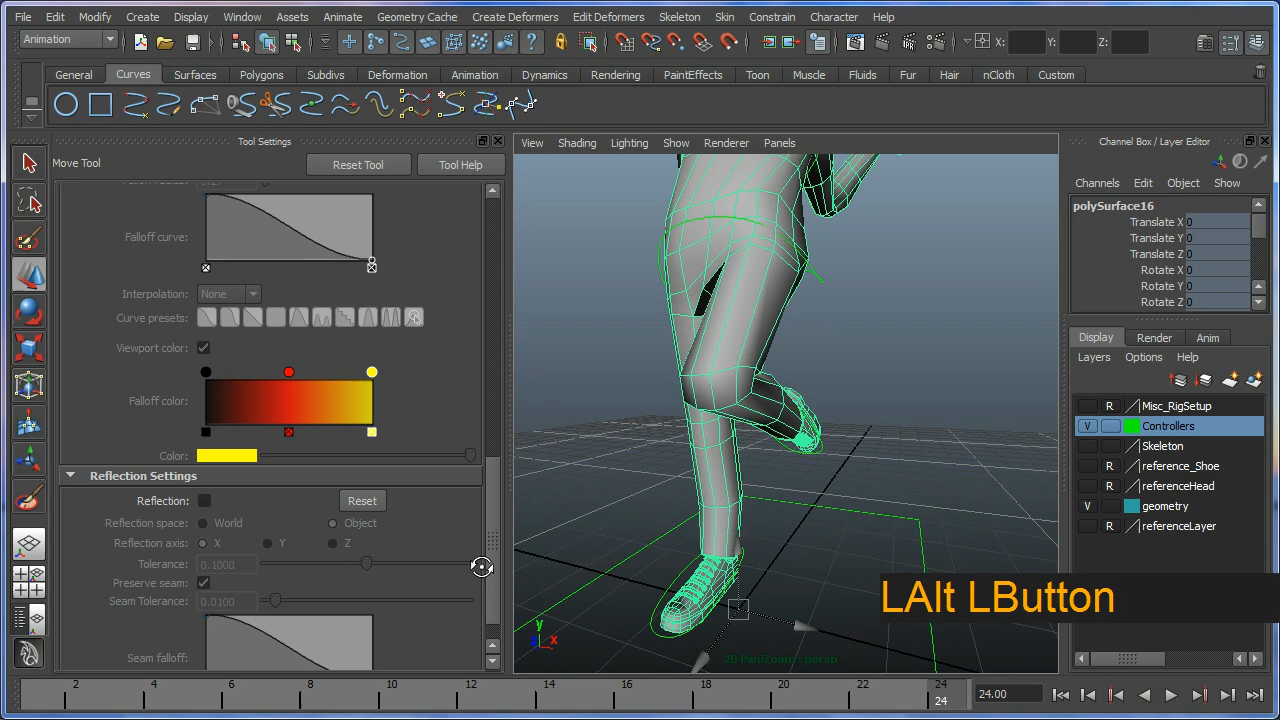 File Edit Modify Create Display Window Assets Animate Geometry Cache Create Deformers Edit Deformers Skeleton Skin Constrain Character Help
Animation X: Y: Z:
General Curves Surfaces Polygons Subdivs Deformation Animation Dynamics Rendering PaintEffects Toon Muscle Fluids Fur Hair nCloth Custom
Tool Settings
Move Tool Reset Tool Tool Help
Falloff curve:
Interpolation: None
Curve presets:
Viewport color:
Falloff color:
Color:
Reflection Settings
Reflection: Reset
Reflection space: World Object
Reflection axis: X Y Z
Tolerance: 0.1000
Preserve seam:
Seam Tolerance: 0.0100
Seam falloff:
View Shading Lighting Show Renderer Panels
y
z x
2D Pan/Zoom : persp
LAlt LButton
Channel Box / Layer Editor
Channels Edit Object Show
polySurface16
Translate X 0
Translate Y 0
Translate Z 0
Rotate X 0
Rotate Y 0
Rotate Z 0
Display Render Anim
Layers Options Help
R Misc_RigSetup
V Controllers
Skeleton
R reference_Shoe
R referenceHead
V geometry
R referenceLayer
2 4 6 8 10 12 14 16 18 20 22 24
24
24.00